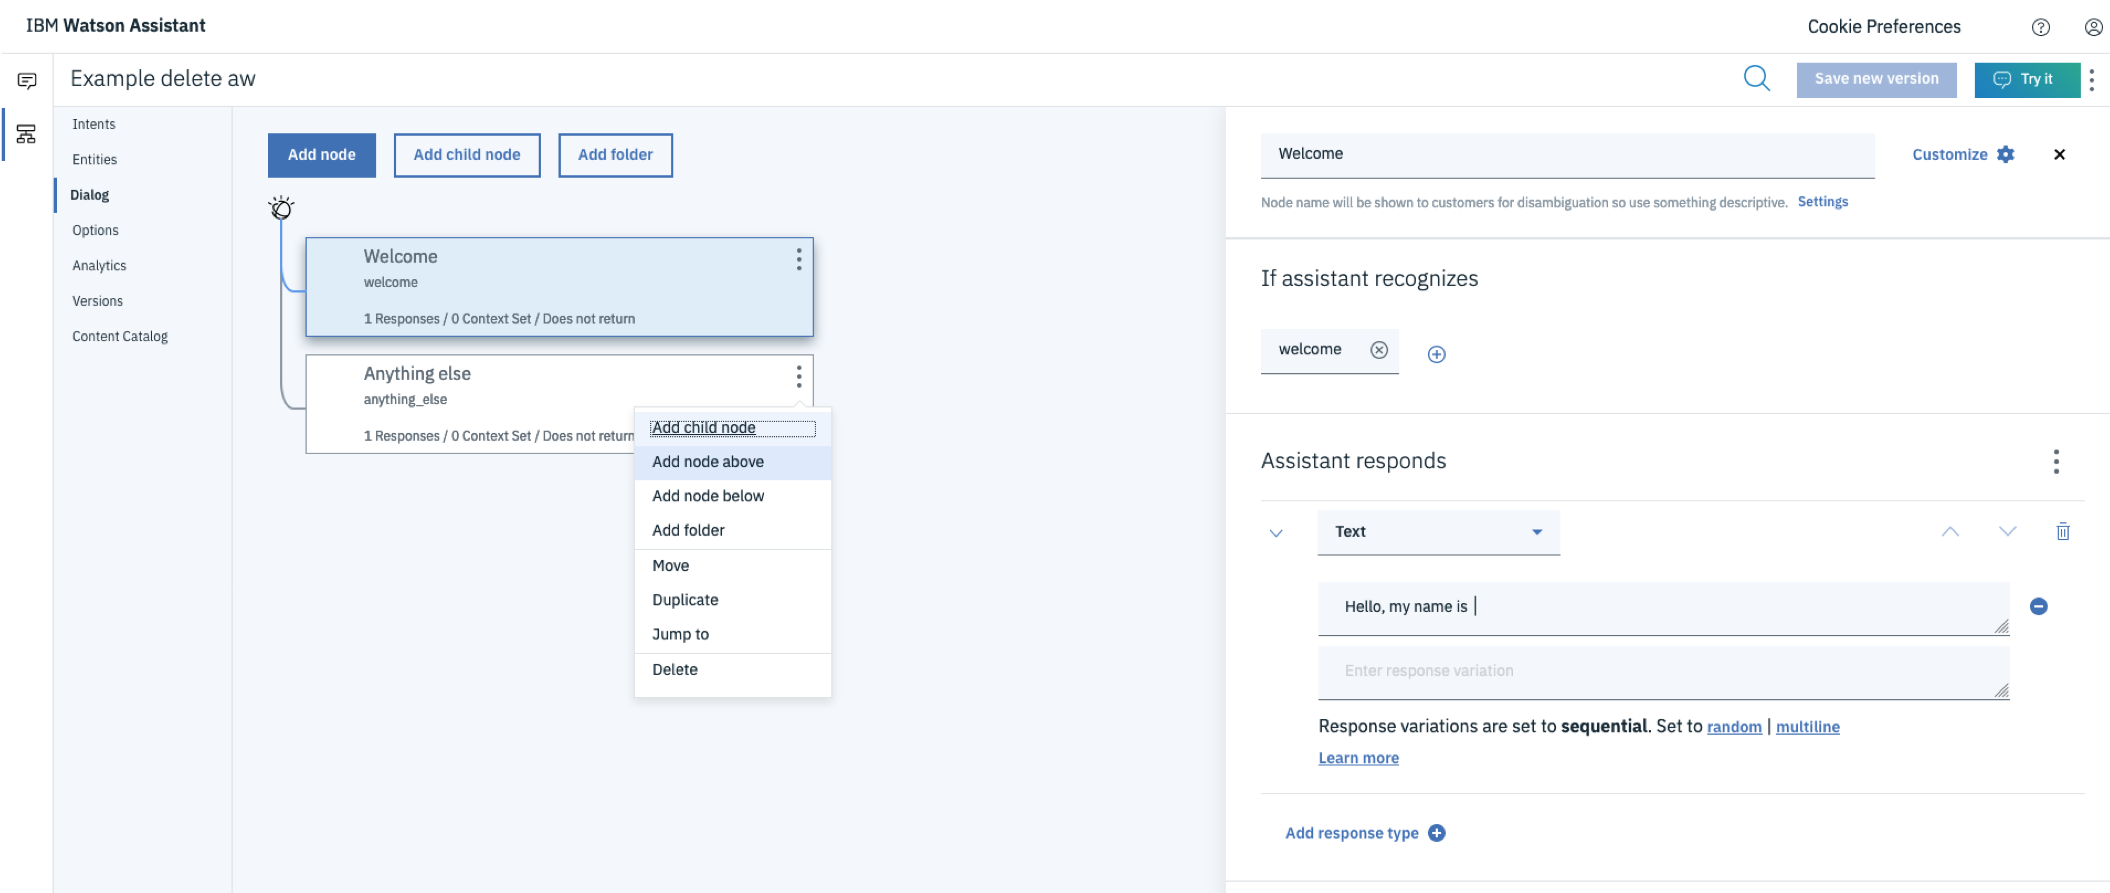 IBM Watson Assistant
Cookie Preferences
Example delete aw
Save new version
Try it
Intents
Entities
Dialog
Options
Analytics
Versions
Content Catalog
Add node
Add child node
Add folder
Welcome
welcome
1 Responses / 0 Context Set / Does not return
Anything else
anything_else
1 Responses / 0 Context Set / Does not return
Add child node
Add node above
Add node below
Add folder
Move
Duplicate
Jump to
Delete
Welcome
Customize
Node name will be shown to customers for disambiguation so use something descriptive. Settings
If assistant recognizes
welcome
Assistant responds
Text
Hello, my name is
Enter response variation
Response variations are set to sequential. Set to random | multiline
Learn more
Add response type